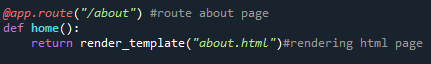 @app.route("/about") #route about page
def home():
    return render_template("about.html")#rendering html page